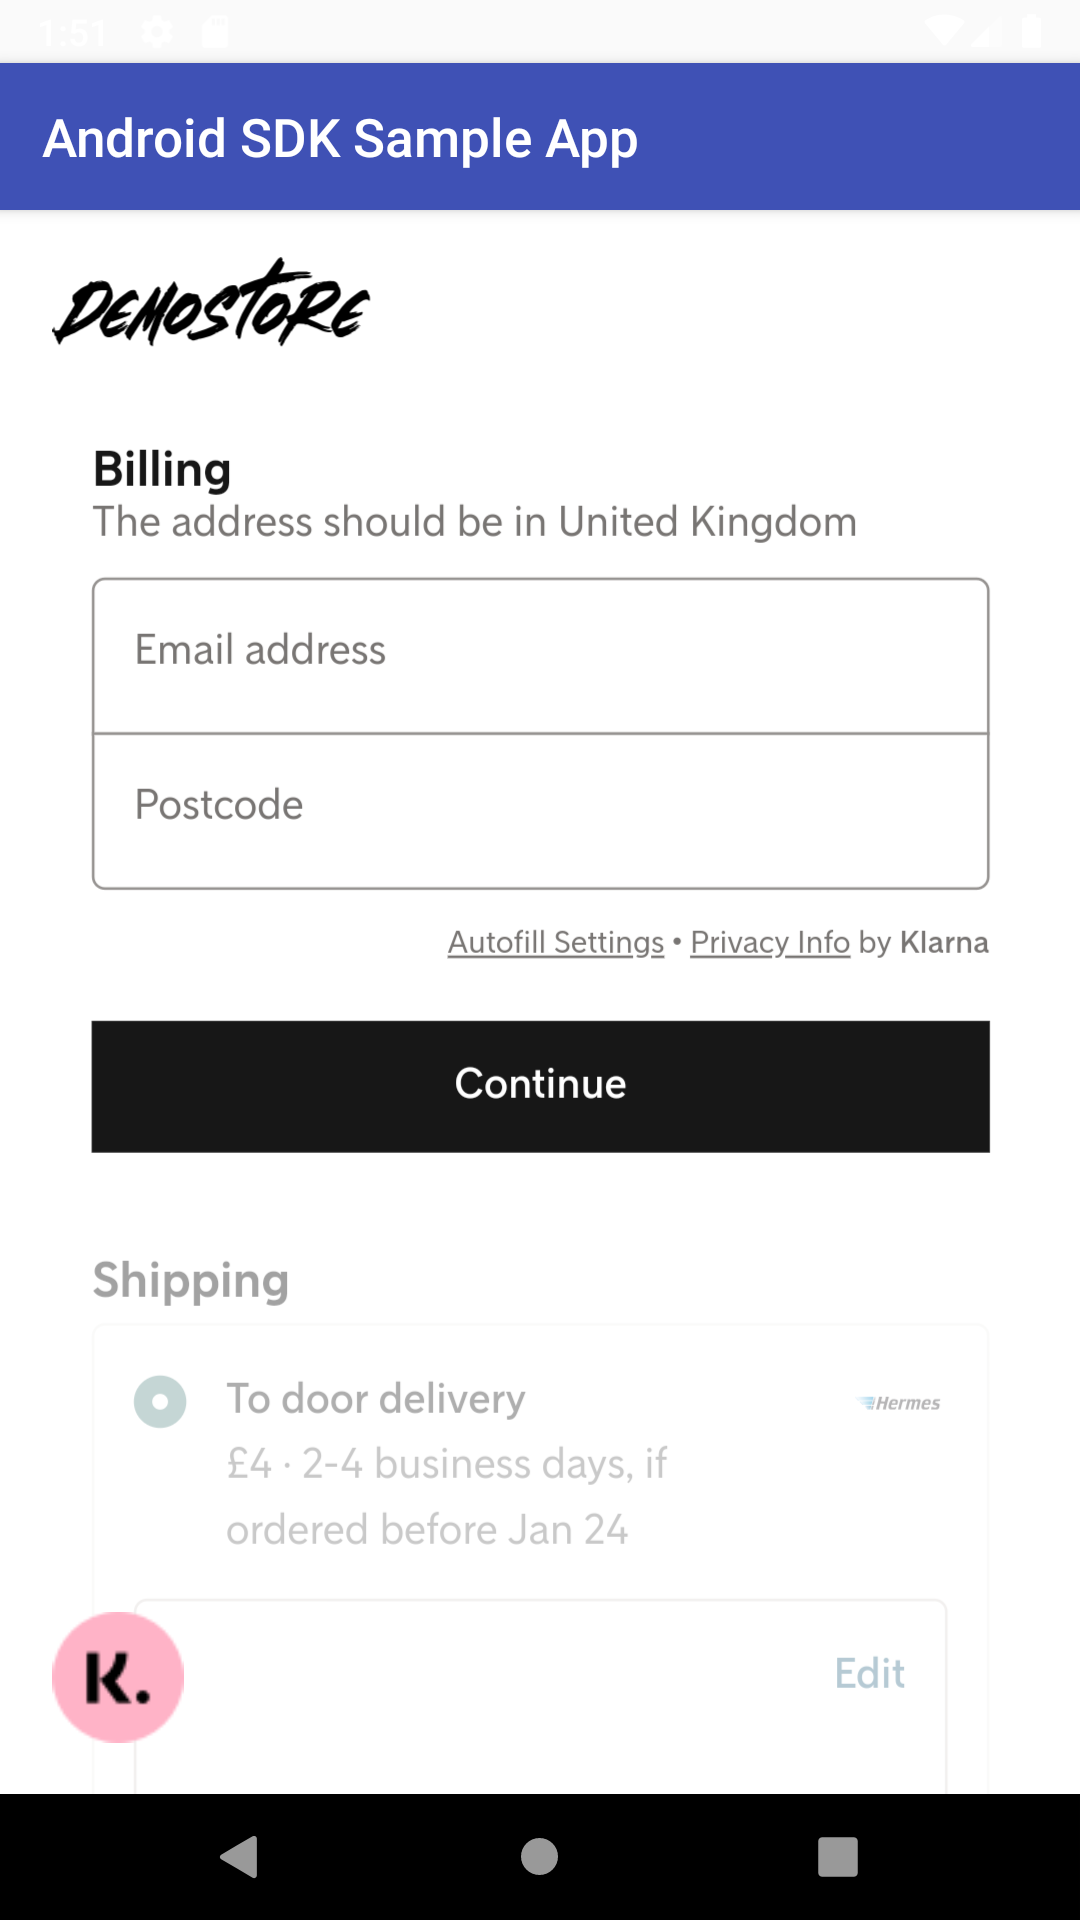 1:51
Android SDK Sample App
DEMOSTORE
Billing
The address should be in United Kingdom
Email address
Postcode
Autofill Settings • Privacy Info by Klarna
Continue
Shipping
To door delivery
Hermes
£4 · 2-4 business days, if
ordered before Jan 24
Edit
K.